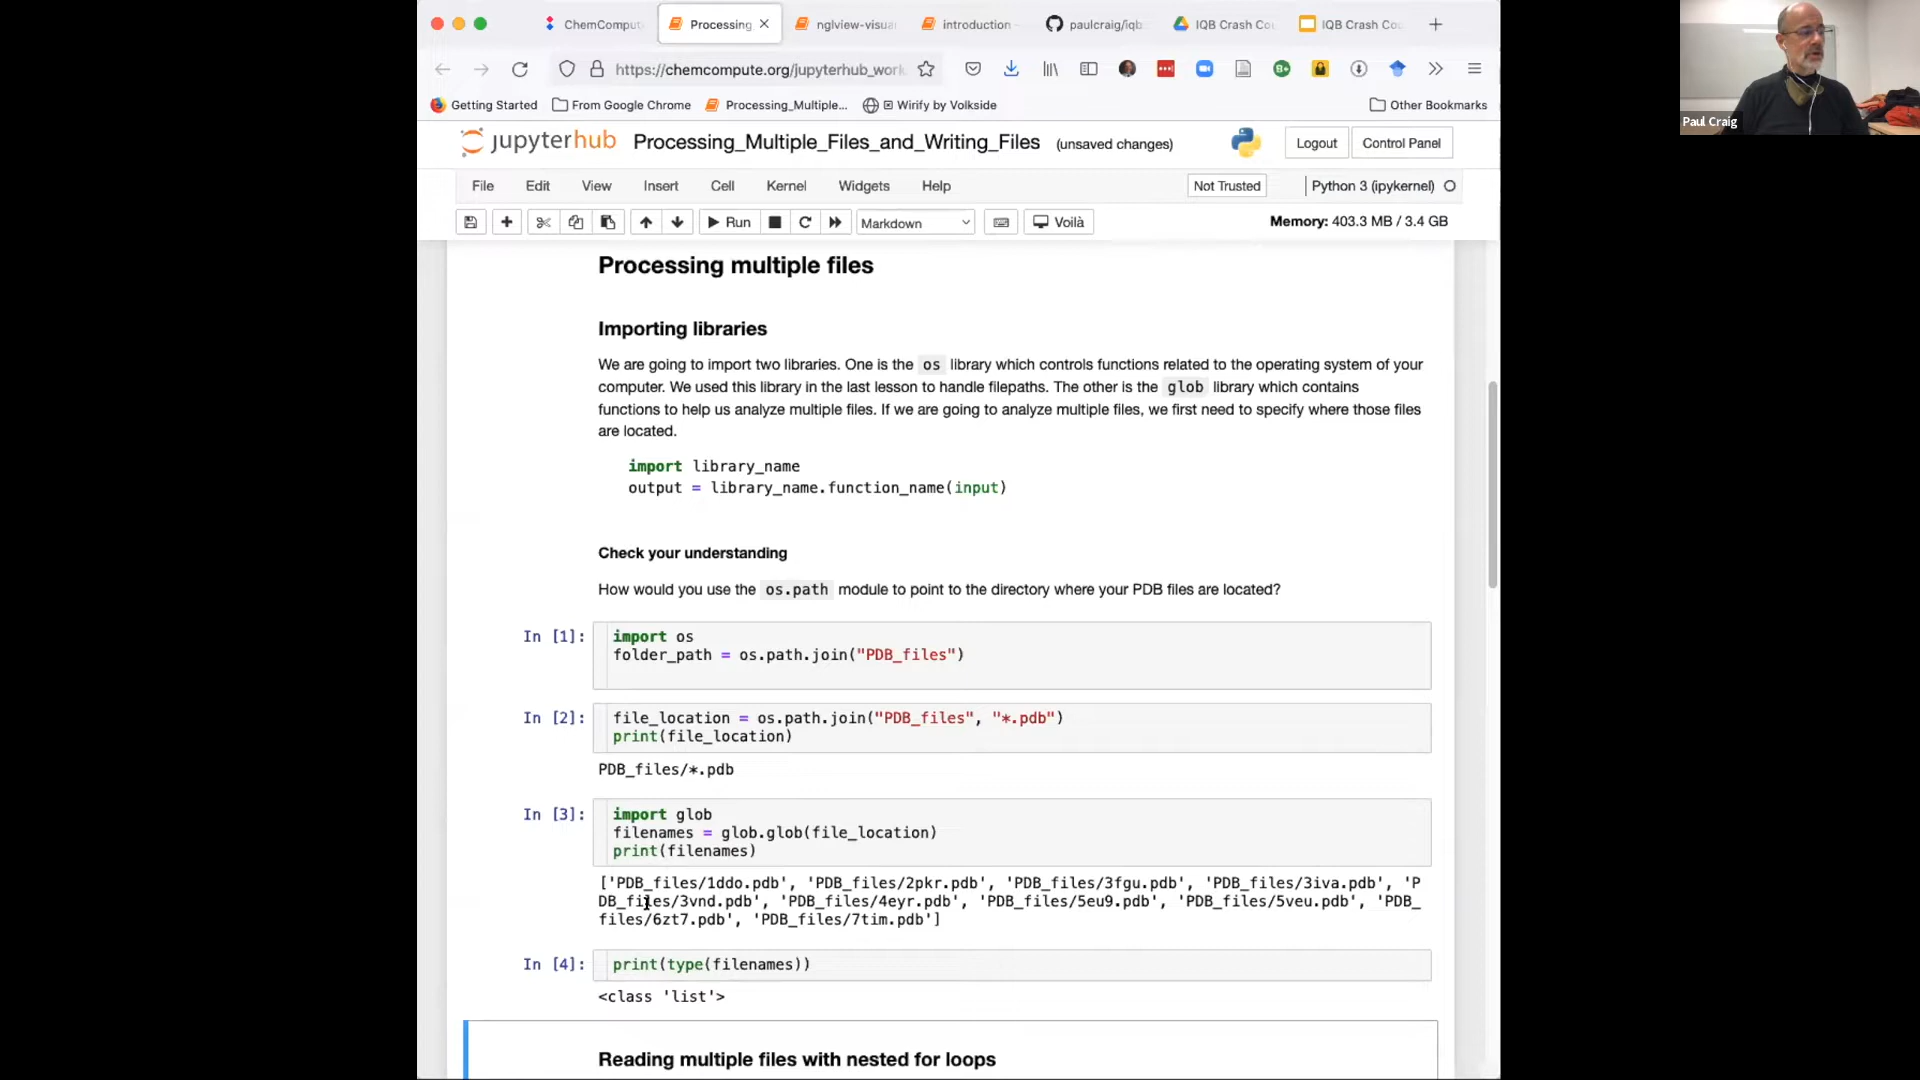 ChemCompute
Processing
nglview-visua
introduction -
paulcraig/iqb
IQB Crash Co
IQB Crash Co
https://chemcompute.org/jupyterhub_work
Getting Started
From Google Chrome
Processing_Multiple...
Wirify by Volkside
Other Bookmarks
jupyterhub Processing_Multiple_Files_and_Writing_Files (unsaved changes)
Logout
Control Panel
File Edit View Insert Cell Kernel Widgets Help
Not Trusted
Python 3 (ipykernel)
Run
Markdown
Voilà
Memory: 403.3 MB / 3.4 GB
Processing multiple files
Importing libraries
We are going to import two libraries. One is the os library which controls functions related to the operating system of your
computer. We used this library in the last lesson to handle filepaths. The other is the glob library which contains
functions to help us analyze multiple files. If we are going to analyze multiple files, we first need to specify where those files
are located.
import library_name
output = library_name.function_name(input)
Check your understanding
How would you use the os.path module to point to the directory where your PDB files are located?
In [1]: import os
folder_path = os.path.join("PDB_files")
In [2]: file_location = os.path.join("PDB_files", "*.pdb")
print(file_location)
PDB_files/*.pdb
In [3]: import glob
filenames = glob.glob(file_location)
print(filenames)
['PDB_files/1ddo.pdb', 'PDB_files/2pkr.pdb', 'PDB_files/3fgu.pdb', 'PDB_files/3iva.pdb', 'P
DB_files/3vnd.pdb', 'PDB_files/4eyr.pdb', 'PDB_files/5eu9.pdb', 'PDB_files/5veu.pdb', 'PDB_
files/6zt7.pdb', 'PDB_files/7tim.pdb']
In [4]: print(type(filenames))
<class 'list'>
Reading multiple files with nested for loops
Paul Craig